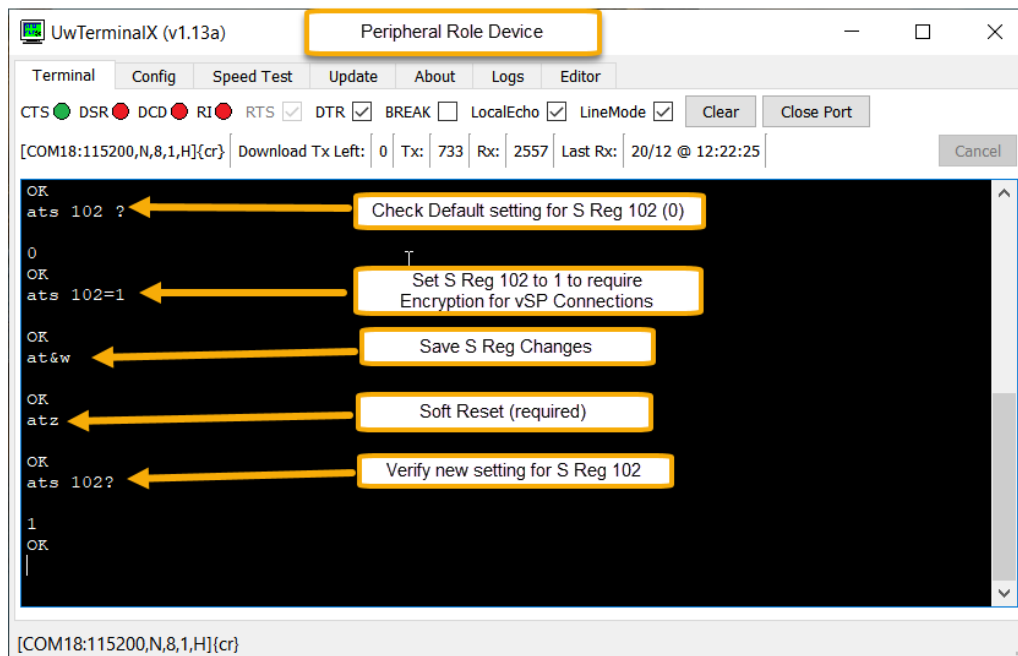 UwTerminalX (v1.13a)
Peripheral Role Device
Terminal Config Speed Test Update About Logs Editor
CTS DSR DCD RI RTS DTR BREAK LocalEcho LineMode Clear Close Port
[COM18:115200,N,8,1,H]{cr} Download Tx Left: 0 Tx: 733 Rx: 2557 Last Rx: 20/12 @ 12:22:25 Cancel
OK
ats 102 ?
Check Default setting for S Reg 102 (0)
0
OK
ats 102=1
Set S Reg 102 to 1 to require
Encryption for vSP Connections
OK
at&w
Save S Reg Changes
OK
atz
Soft Reset (required)
OK
ats 102?
Verify new setting for S Reg 102
1
OK
[COM18:115200,N,8,1,H]{cr}